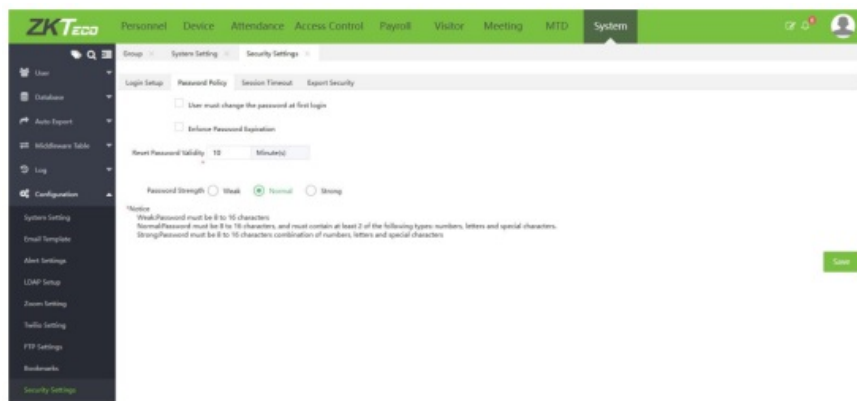 ZKTeco Personnel Device Attendance Access Control Payroll Visitor Meeting MTD System
Group × System Setting × Security Settings ×
User
Database
Auto Export
Middleware Table
Log
Configuration
System Setting
Email Template
Alert Settings
LDAP Setup
Zoom Setting
Twilio Setting
FTP Settings
Bookmarks
Security Settings
Login Setup Password Policy Session Timeout Export Security
User must change the password at first login
Enforce Password Expiration
Reset Password Validity 10 Minute(s)
*
Password Strength Weak Normal Strong
*Notice
Weak:Password must be 8 to 16 characters
Normal:Password must be 8 to 16 characters, and must contain at least 2 of the following types: numbers, letters and special characters.
Strong:Password must be 8 to 16 characters combination of numbers, letters and special characters
Save